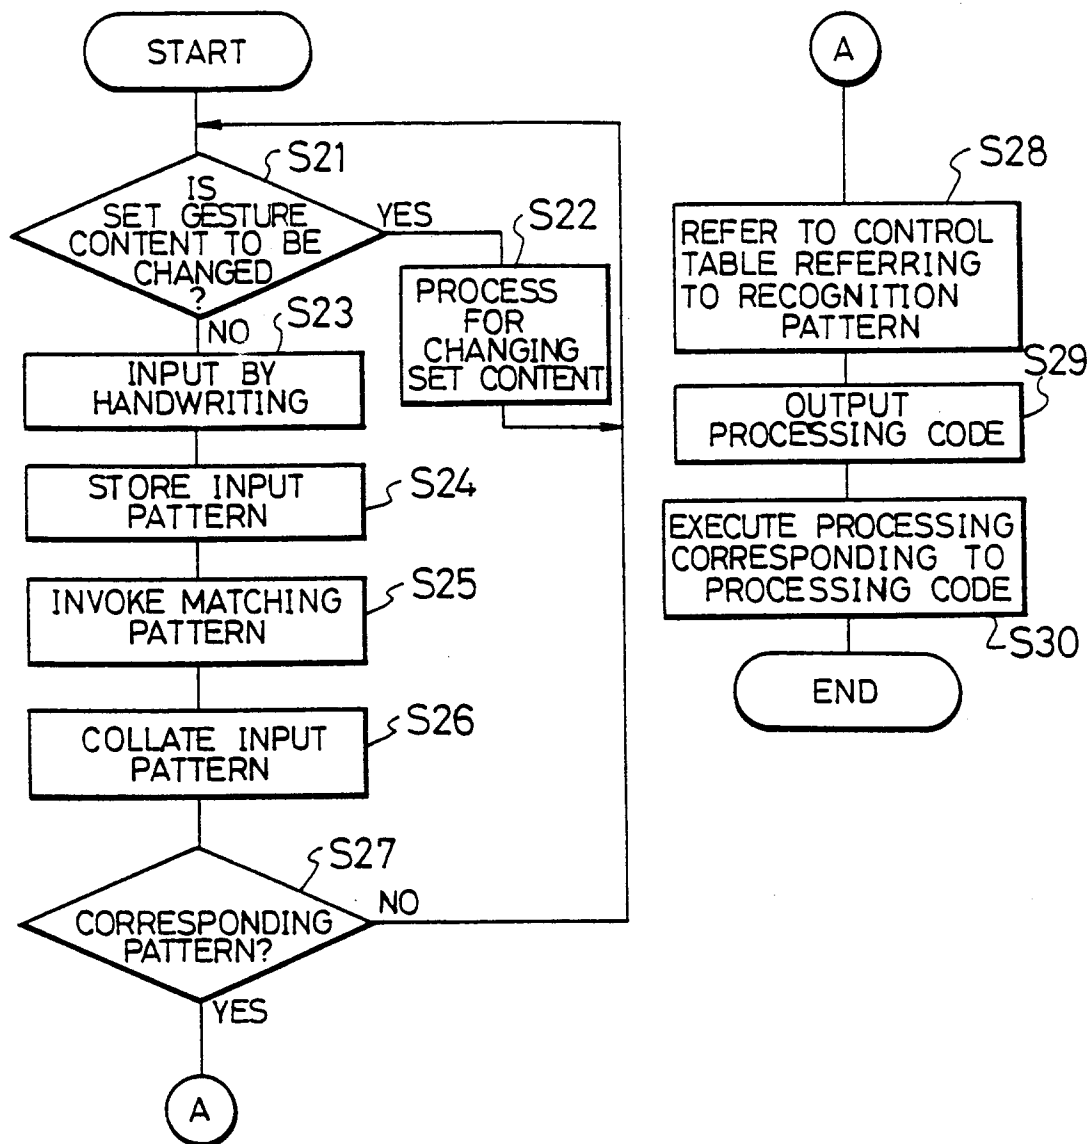 START
S21
IS
SET GESTURE
CONTENT TO BE
CHANGED
?
YES
NO
S22
PROCESS
FOR
CHANGING
SET CONTENT
S23
INPUT BY
HANDWRITING
S24
STORE INPUT
PATTERN
S25
INVOKE MATCHING
PATTERN
S26
COLLATE INPUT
PATTERN
S27
CORRESPONDING
PATTERN?
NO
YES
A
A
S28
REFER TO CONTROL
TABLE REFERRING
TO RECOGNITION
PATTERN
S29
OUTPUT
PROCESSING CODE
EXECUTE PROCESSING
CORRESPONDING TO
PROCESSING CODE
S30
END